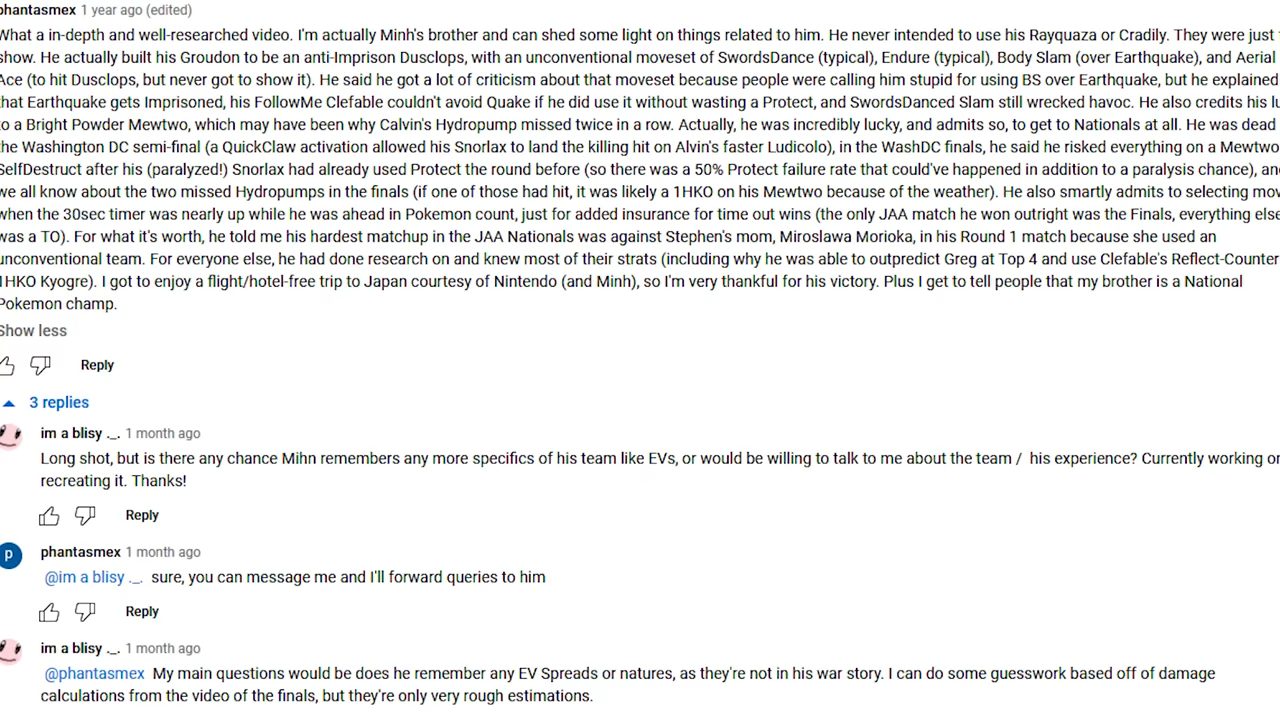 phantasmex 1 year ago (edited)
What a in-depth and well-researched video. I'm actually Minh's brother and can shed some light on things related to him. He never intended to use his Rayquaza or Cradily. They were just
show. He actually built his Groudon to be an anti-Imprison Dusclops, with an unconventional moveset of SwordsDance (typical), Endure (typical), Body Slam (over Earthquake), and Aerial
Ace (to hit Dusclops, but never got to show it). He said he got a lot of criticism about that moveset because people were calling him stupid for using BS over Earthquake, but he explained
that Earthquake gets Imprisoned, his FollowMe Clefable couldn't avoid Quake if he did use it without wasting a Protect, and SwordsDanced Slam still wrecked havoc. He also credits his lu
to a Bright Powder Mewtwo, which may have been why Calvin's Hydropump missed twice in a row. Actually, he was incredibly lucky, and admits so, to get to Nationals at all. He was dead
the Washington DC semi-final (a QuickClaw activation allowed his Snorlax to land the killing hit on Alvin's faster Ludicolo), in the WashDC finals, he said he risked everything on a Mewtwo
SelfDestruct after his (paralyzed!) Snorlax had already used Protect the round before (so there was a 50% Protect failure rate that could've happened in addition to a paralysis chance), and
we all know about the two missed Hydropumps in the finals (if one of those had hit, it was likely a 1HKO on his Mewtwo because of the weather). He also smartly admits to selecting mov
when the 30sec timer was nearly up while he was ahead in Pokemon count, just for added insurance for time out wins (the only JAA match he won outright was the Finals, everything else
was a TO). For what it's worth, he told me his hardest matchup in the JAA Nationals was against Stephen's mom, Miroslawa Morioka, in his Round 1 match because she used an
unconventional team. For everyone else, he had done research on and knew most of their strats (including why he was able to outpredict Greg at Top 4 and use Clefable's Reflect-Counter
1HKO Kyogre). I got to enjoy a flight/hotel-free trip to Japan courtesy of Nintendo (and Minh), so I'm very thankful for his victory. Plus I get to tell people that my brother is a National
Pokemon champ.
Show less
Reply
3 replies
im a blisy ._. 1 month ago
Long shot, but is there any chance Mihn remembers any more specifics of his team like EVs, or would be willing to talk to me about the team / his experience? Currently working on
recreating it. Thanks!
Reply
P
phantasmex 1 month ago
@im a blisy ._. sure, you can message me and I'll forward queries to him
Reply
im a blisy ._. 1 month ago
@phantasmex My main questions would be does he remember any EV Spreads or natures, as they're not in his war story. I can do some guesswork based off of damage
calculations from the video of the finals, but they're only very rough estimations.